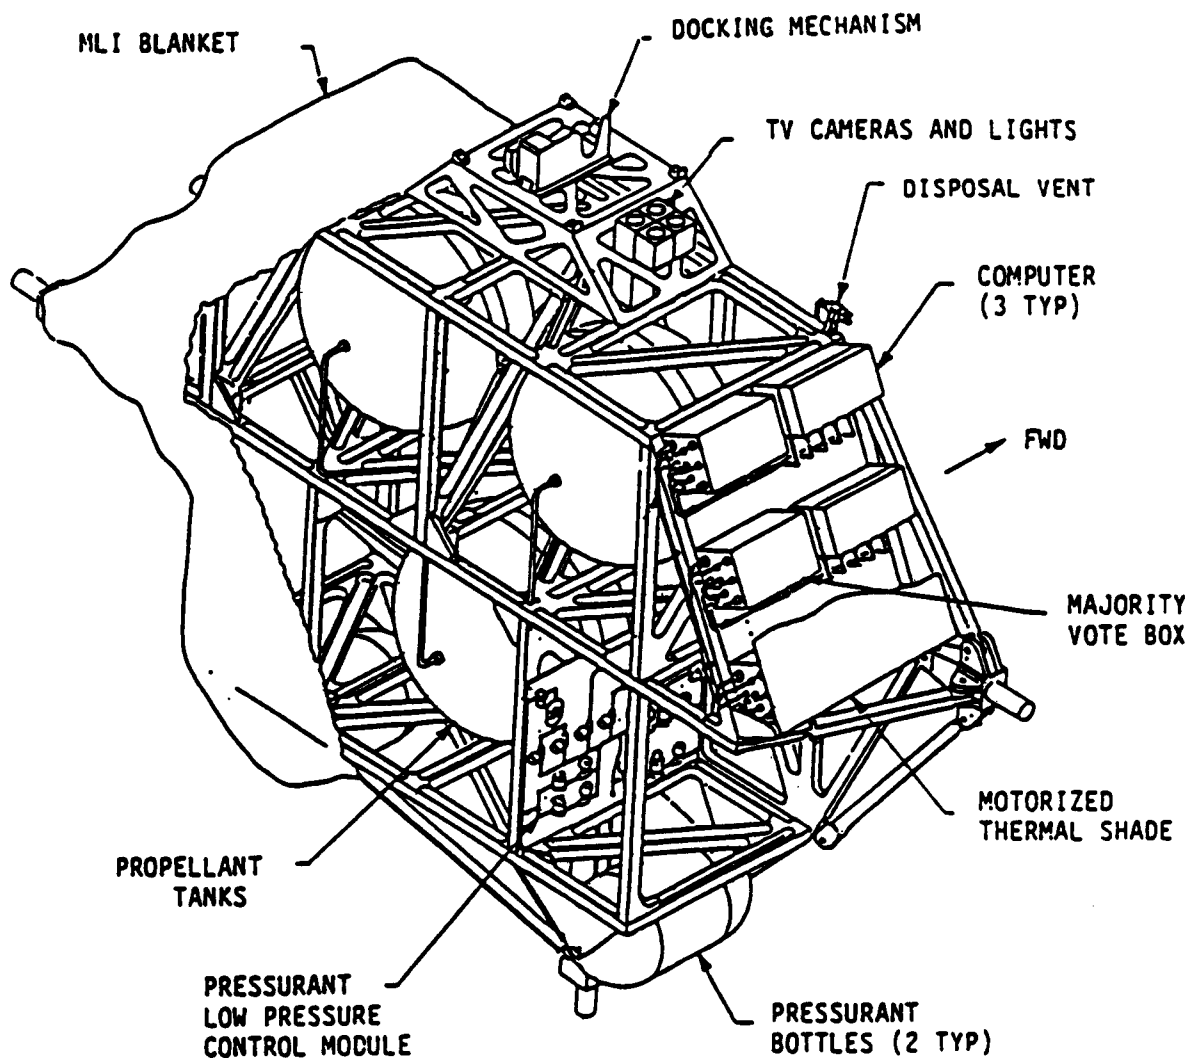 MLI BLANKET
DOCKING MECHANISM
TV CAMERAS AND LIGHTS
DISPOSAL VENT
COMPUTER
(3 TYP)
FWD
MAJORITY
VOTE BOX
MOTORIZED
THERMAL SHADE
PROPELLANT
TANKS
PRESSURANT
LOW PRESSURE
CONTROL MODULE
PRESSURANT
BOTTLES (2 TYP)